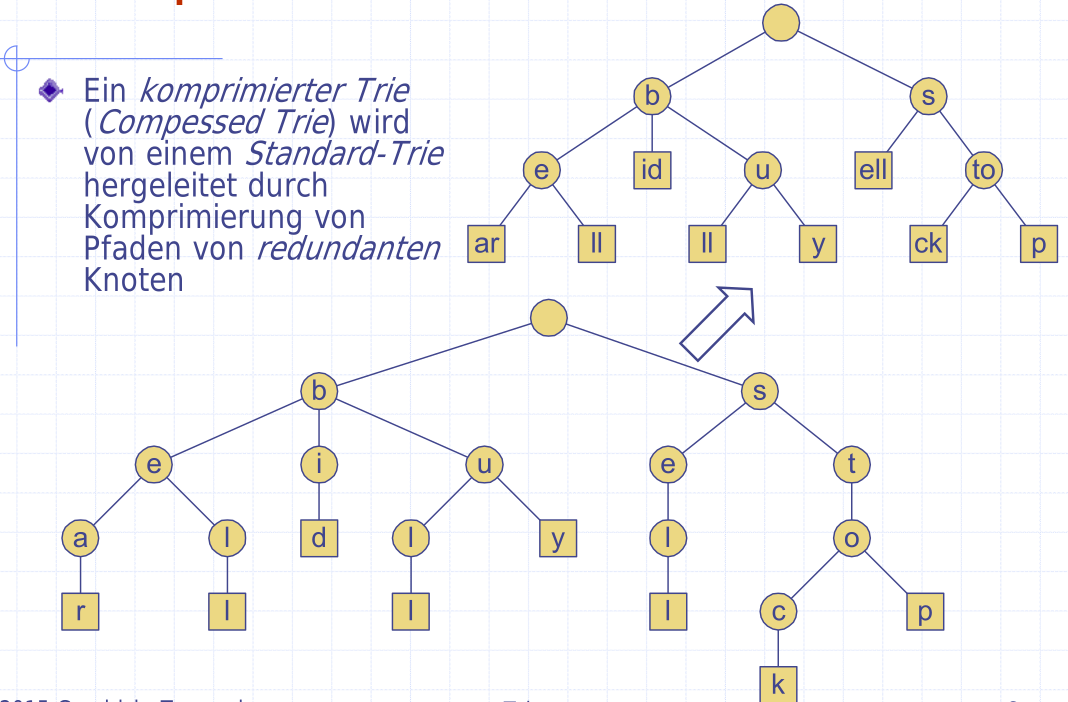 Ein komprimierter Trie
(Compessed Trie) wird
von einem Standard-Trie
hergeleitet durch
Komprimierung von
Pfaden von redundanten
Knoten
b s
e id u ell to
ar ll ll y ck p
b s
e i u e t
a l d l y l o
r l l l c p
k